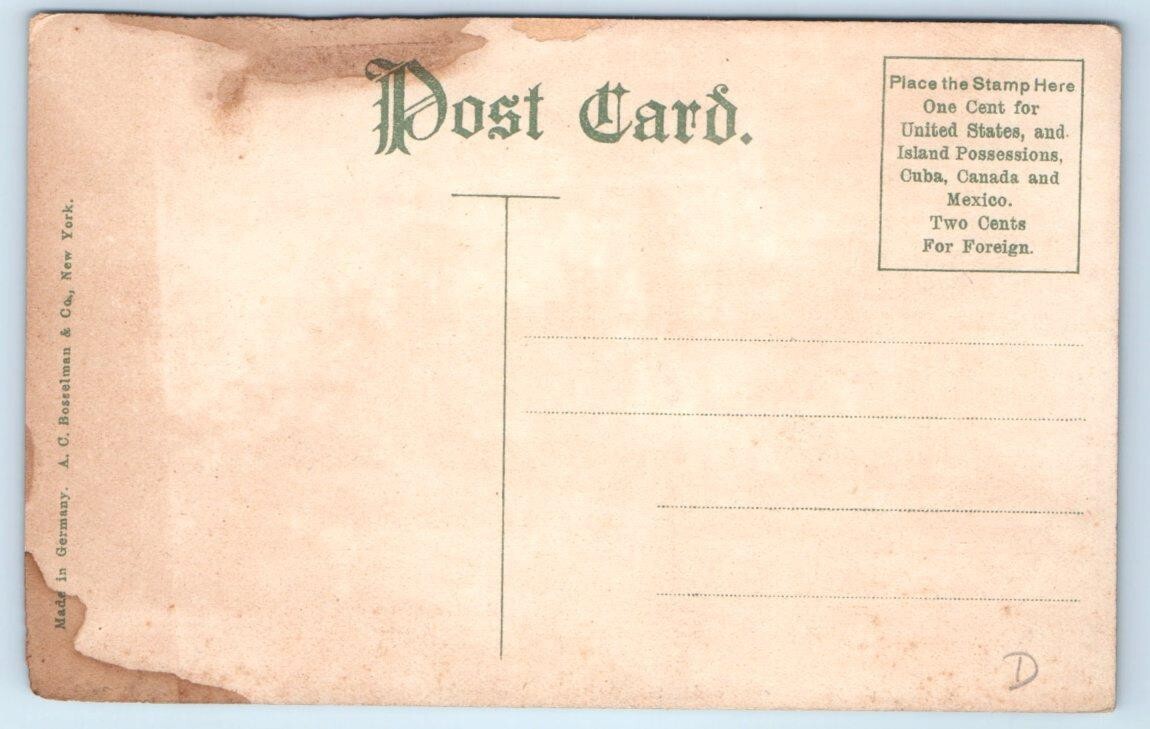 Post Card.
Place the Stamp Here
One Cent for
United States, and
Island Possessions,
Cuba, Canada and
Mexico.
Two Cents
For Foreign.
Made in Germany. A. C. Bosselman & Co., New York.
D